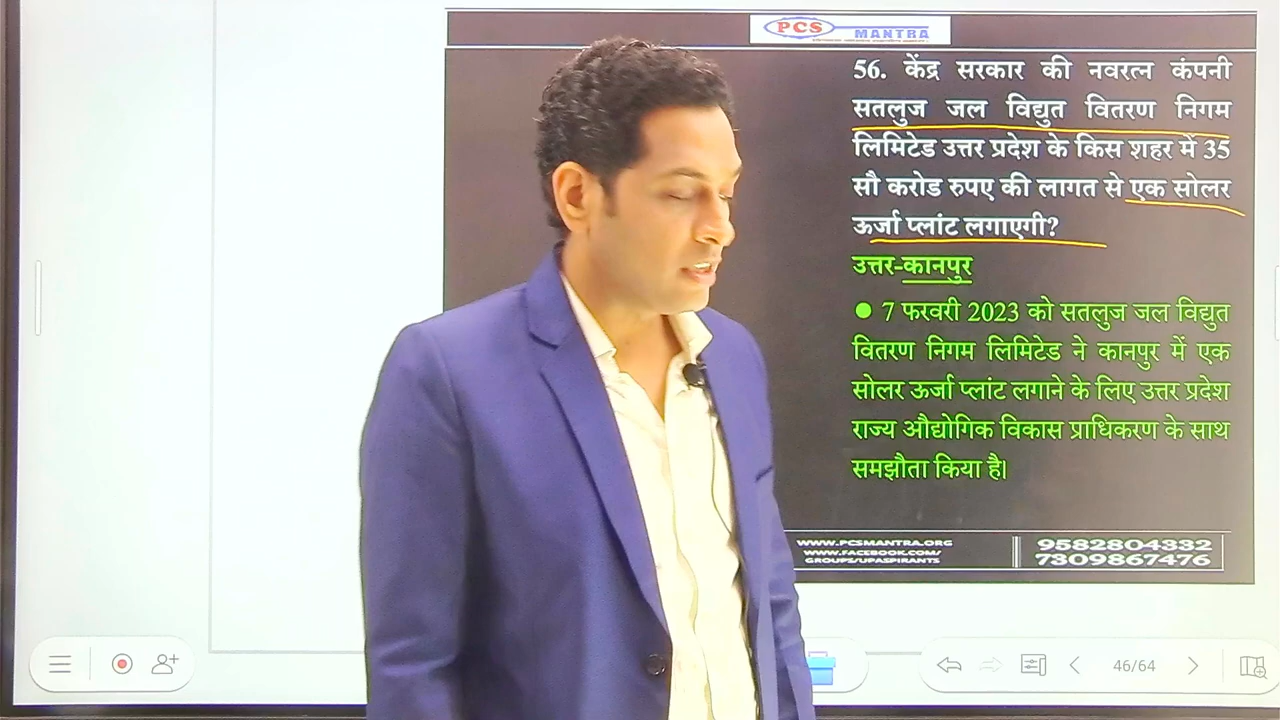 PCS MANTRA
56. केंद्र सरकार की नवरत्न कंपनी
सतलुज जल विद्युत वितरण निगम
लिमिटेड उत्तर प्रदेश के किस शहर में 35
सौ करोड रुपए की लागत से एक सोलर
ऊर्जा प्लांट लगाएगी?
उत्तर-कानपुर
● 7 फरवरी 2023 को सतलुज जल विद्युत
वितरण निगम लिमिटेड ने कानपुर में एक
सोलर ऊर्जा प्लांट लगाने के लिए उत्तर प्रदेश
राज्य औद्योगिक विकास प्राधिकरण के साथ
समझौता किया है।
WWW.PCSMANTRA.ORG
WWW.FACEBOOK.COM/
GROUPS/UPASPIRANTS
9582804332
7309867476
46/64